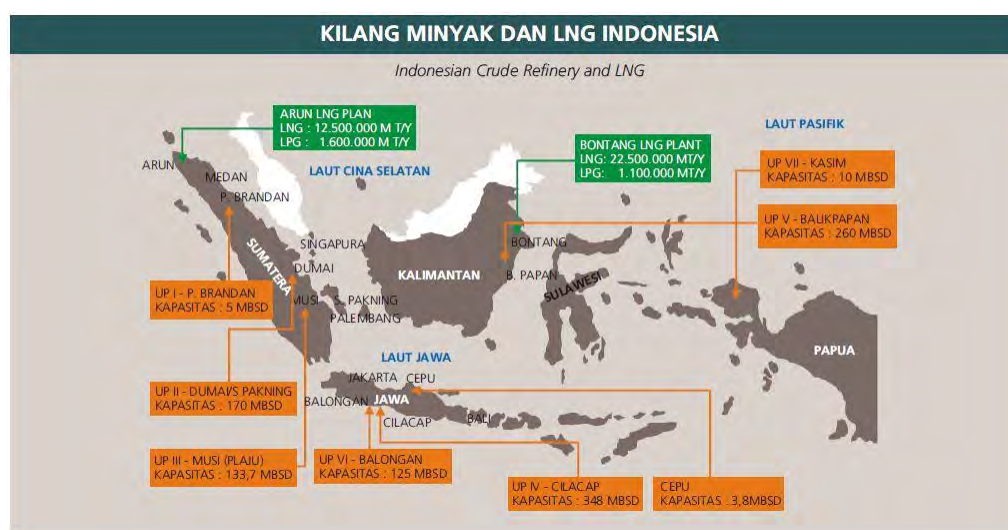 KILANG MINYAK DAN LNG INDONESIA
Indonesian Crude Refinery and LNG
ARUN LNG PLAN
LNG : 12.500.000 M T/Y
LPG : 1.600.000 M T/Y
LAUT PASIFIK
BONTANG LNG PLANT
LNG: 22.500.000 MT/Y
LPG: 1.100.000 MT/Y
ARUN
MEDAN
P. BRANDAN
LAUT CINA SELATAN
UP VII - KASIM
KAPASITAS : 10 MBSD
UP V - BALIKPAPAN
KAPASITAS : 260 MBSD
SINGAPURA
SUMATERA
DUMAI
KALIMANTAN
BONTANG
B. PAPAN
SULAWESI
UP I - P. BRANDAN
KAPASITAS : 5 MBSD
MUSI
S. PAKNING
PALEMBANG
PAPUA
LAUT JAWA
JAKARTA
CEPU
BALONGAN
JAWA
CILACAP
BALI
UP II - DUMAI/S PAKNING
KAPASITAS : 170 MBSD
UP III - MUSI (PLAJU)
KAPASITAS : 133,7 MBSD
UP VI - BALONGAN
KAPASITAS : 125 MBSD
UP IV - CILACAP
KAPASITAS : 348 MBSD
CEPU
KAPASITAS : 3,8MBSD